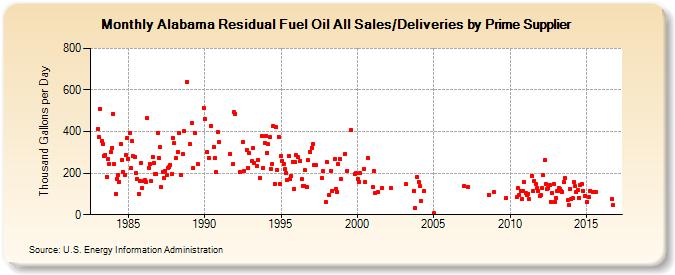 Monthly Alabama Residual Fuel Oil All Sales/Deliveries by Prime Supplier
Thousand Gallons per Day
800
600
400
200
0
1985 1990 1995 2000 2005 2010 2015
Source: U.S. Energy Information Administration